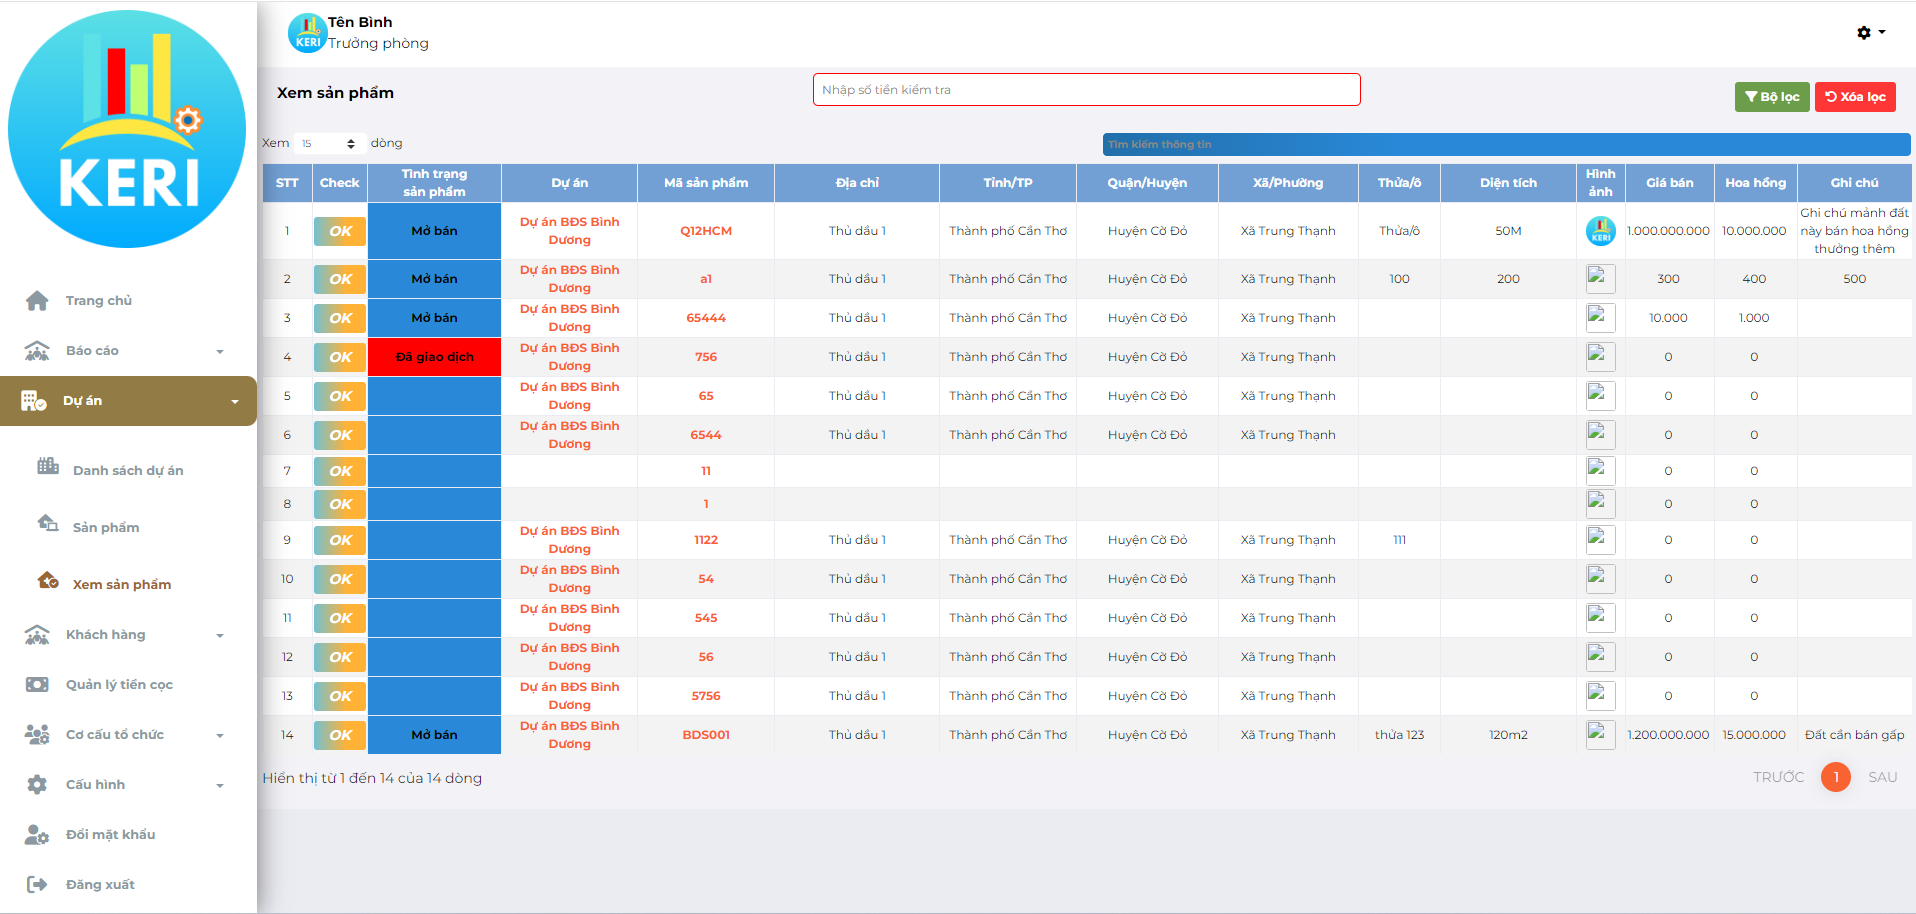 KERI
Trang chủ
Báo cáo
Dự án
Danh sách dự án
Sản phẩm
Xem sản phẩm
Khách hàng
Quản lý tiền cọc
Cơ cấu tổ chức
Cấu hình
Đổi mật khẩu
Đăng xuất
KERI
Tên Bình
Trưởng phòng
Xem sản phẩm
Nhập số tiền kiểm tra
Bộ lọc
Xóa lọc
Xem 15 dòng
Tìm kiếm thông tin
STT Check Tình trạng sản phẩm Dự án Mã sản phẩm Địa chỉ Tỉnh/TP Quận/Huyện Xã/Phường Thửa/ô Diện tích Hình ảnh Giá bán Hoa hồng Ghi chú
1 OK Mở bán Dự án BĐS Bình Dương Q12HCM Thủ dầu 1 Thành phố Cần Thơ Huyện Cờ Đỏ Xã Trung Thạnh Thửa/ô 50M KERI 1.000.000.000 10.000.000 Ghi chú mảnh đất này bán hoa hồng thưởng thêm
2 OK Mở bán Dự án BĐS Bình Dương a1 Thủ dầu 1 Thành phố Cần Thơ Huyện Cờ Đỏ Xã Trung Thạnh 100 200 300 400 500
3 OK Mở bán Dự án BĐS Bình Dương 65444 Thủ dầu 1 Thành phố Cần Thơ Huyện Cờ Đỏ Xã Trung Thạnh 10.000 1.000
4 OK Đã giao dịch Dự án BĐS Bình Dương 756 Thủ dầu 1 Thành phố Cần Thơ Huyện Cờ Đỏ Xã Trung Thạnh 0 0
5 OK Dự án BĐS Bình Dương 65 Thủ dầu 1 Thành phố Cần Thơ Huyện Cờ Đỏ Xã Trung Thạnh 0 0
6 OK Dự án BĐS Bình Dương 6544 Thủ dầu 1 Thành phố Cần Thơ Huyện Cờ Đỏ Xã Trung Thạnh 0 0
7 OK 11 0 0
8 OK 1 0 0
9 OK Dự án BĐS Bình Dương 1122 Thủ dầu 1 Thành phố Cần Thơ Huyện Cờ Đỏ Xã Trung Thạnh 111 0 0
10 OK Dự án BĐS Bình Dương 54 Thủ dầu 1 Thành phố Cần Thơ Huyện Cờ Đỏ Xã Trung Thạnh 0 0
11 OK Dự án BĐS Bình Dương 545 Thủ dầu 1 Thành phố Cần Thơ Huyện Cờ Đỏ Xã Trung Thạnh 0 0
12 OK Dự án BĐS Bình Dương 56 Thủ dầu 1 Thành phố Cần Thơ Huyện Cờ Đỏ Xã Trung Thạnh 0 0
13 OK Dự án BĐS Bình Dương 5756 Thủ dầu 1 Thành phố Cần Thơ Huyện Cờ Đỏ Xã Trung Thạnh 0 0
14 OK Mở bán Dự án BĐS Bình Dương BDS001 Thủ dầu 1 Thành phố Cần Thơ Huyện Cờ Đỏ Xã Trung Thạnh thửa 123 120m2 1.200.000.000 15.000.000 Đất cần bán gấp
Hiển thị từ 1 đến 14 của 14 dòng
TRƯỚC 1 SAU